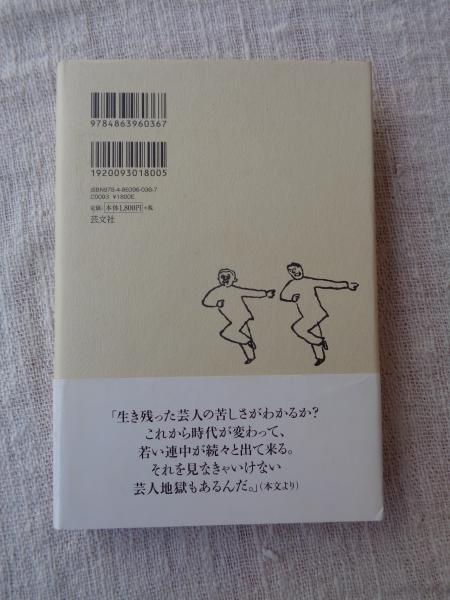 9784863960367
1920093018005
ISBN978-4-86396-036-7
C0093 ¥1800E
定価：本体1,800円＋税
芸文社
「生き残った芸人の苦しさがわかるか?
これから時代が変わって、
若い連中が続々と出て来る。
それを見なきゃいけない
芸人地獄もあるんだ。」（本文より）